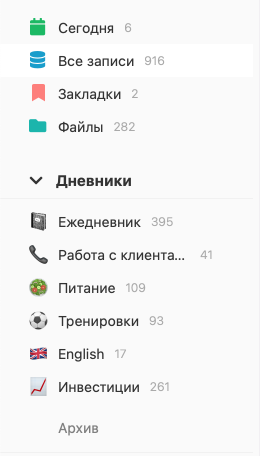 Сегодня 6
Все записи 916
Закладки 2
Файлы 282
Дневники
Ежедневник 395
Работа с клиента... 41
Питание 109
Тренировки 93
English 17
Инвестиции 261
Архив